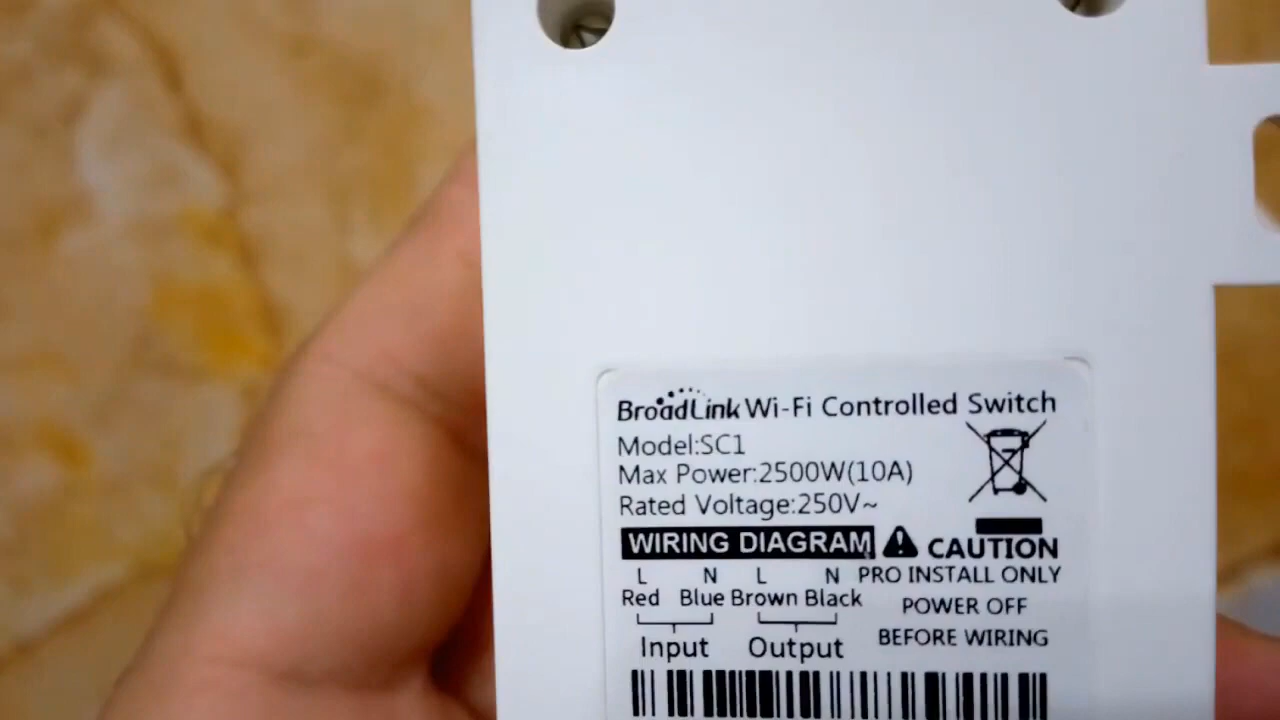 BroadLink Wi-Fi Controlled Switch
Model:SC1
Max Power:2500W(10A)
Rated Voltage:250V~
WIRING DIAGRAM
L N L N
Red Blue Brown Black
Input Output
CAUTION
PRO INSTALL ONLY
POWER OFF
BEFORE WIRING